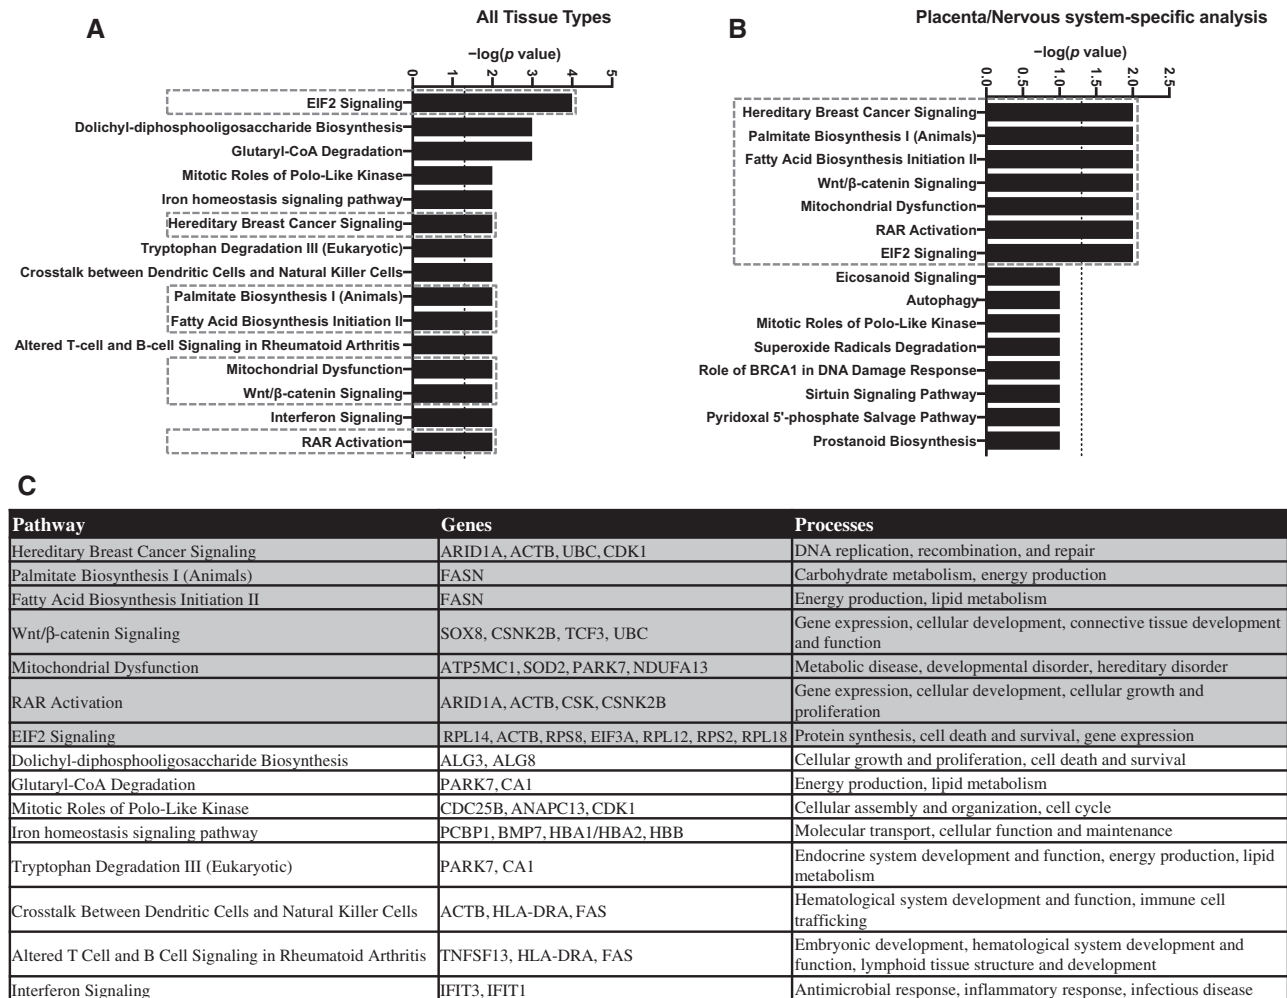 A
All Tissue Types
−log(p value)
0 1 2 3 4 5
EIF2 Signaling
Dolichyl-diphosphooligosaccharide Biosynthesis
Glutaryl-CoA Degradation
Mitotic Roles of Polo-Like Kinase
Iron homeostasis signaling pathway
Hereditary Breast Cancer Signaling
Tryptophan Degradation III (Eukaryotic)
Crosstalk between Dendritic Cells and Natural Killer Cells
Palmitate Biosynthesis I (Animals)
Fatty Acid Biosynthesis Initiation II
Altered T-cell and B-cell Signaling in Rheumatoid Arthritis
Mitochondrial Dysfunction
Wnt/β-catenin Signaling
Interferon Signaling
RAR Activation
B
Placenta/Nervous system-specific analysis
−log(p value)
0.0 0.5 1.0 1.5 2.0 2.5
Hereditary Breast Cancer Signaling
Palmitate Biosynthesis I (Animals)
Fatty Acid Biosynthesis Initiation II
Wnt/β-catenin Signaling
Mitochondrial Dysfunction
RAR Activation
EIF2 Signaling
Eicosanoid Signaling
Autophagy
Mitotic Roles of Polo-Like Kinase
Superoxide Radicals Degradation
Role of BRCA1 in DNA Damage Response
Sirtuin Signaling Pathway
Pyridoxal 5'-phosphate Salvage Pathway
Prostanoid Biosynthesis
C
Pathway Genes Processes
Hereditary Breast Cancer Signaling ARID1A, ACTB, UBC, CDK1 DNA replication, recombination, and repair
Palmitate Biosynthesis I (Animals) FASN Carbohydrate metabolism, energy production
Fatty Acid Biosynthesis Initiation II FASN Energy production, lipid metabolism
Wnt/β-catenin Signaling SOX8, CSNK2B, TCF3, UBC Gene expression, cellular development, connective tissue development
and function
Mitochondrial Dysfunction ATP5MC1, SOD2, PARK7, NDUFA13 Metabolic disease, developmental disorder, hereditary disorder
RAR Activation ARID1A, ACTB, CSK, CSNK2B Gene expression, cellular development, cellular growth and
proliferation
EIF2 Signaling RPL14, ACTB, RPS8, EIF3A, RPL12, RPS2, RPL18 Protein synthesis, cell death and survival, gene expression
Dolichyl-diphosphooligosaccharide Biosynthesis ALG3, ALG8 Cellular growth and proliferation, cell death and survival
Glutaryl-CoA Degradation PARK7, CA1 Energy production, lipid metabolism
Mitotic Roles of Polo-Like Kinase CDC25B, ANAPC13, CDK1 Cellular assembly and organization, cell cycle
Iron homeostasis signaling pathway PCBP1, BMP7, HBA1/HBA2, HBB Molecular transport, cellular function and maintenance
Tryptophan Degradation III (Eukaryotic) PARK7, CA1 Endocrine system development and function, energy production, lipid
metabolism
Crosstalk Between Dendritic Cells and Natural Killer Cells ACTB, HLA-DRA, FAS Hematological system development and function, immune cell
trafficking
Altered T Cell and B Cell Signaling in Rheumatoid Arthritis TNFSF13, HLA-DRA, FAS Embryonic development, hematological system development and
function, lymphoid tissue structure and development
Interferon Signaling IFIT3, IFIT1 Antimicrobial response, inflammatory response, infectious disease